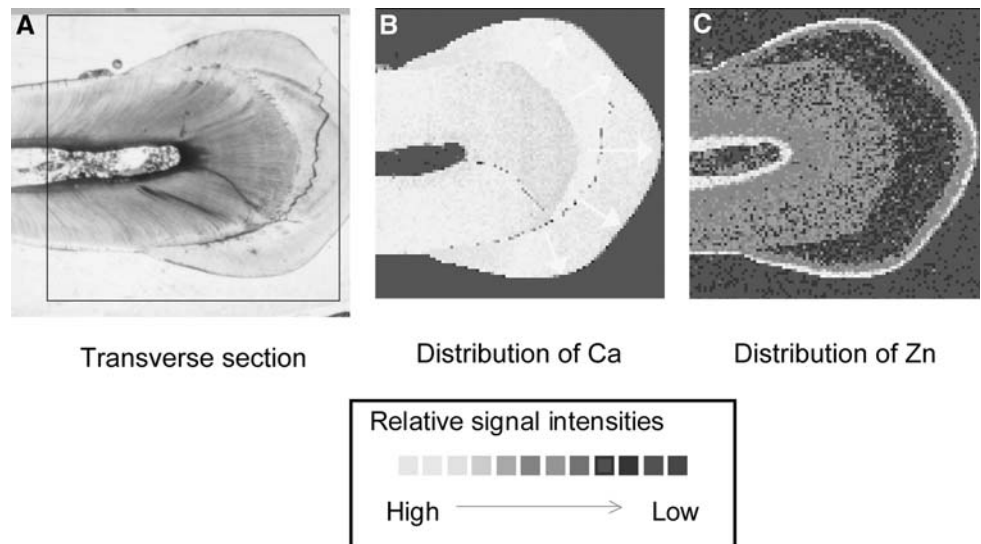 A
B
C
Transverse section
Distribution of Ca
Distribution of Zn
Relative signal intensities
High
Low